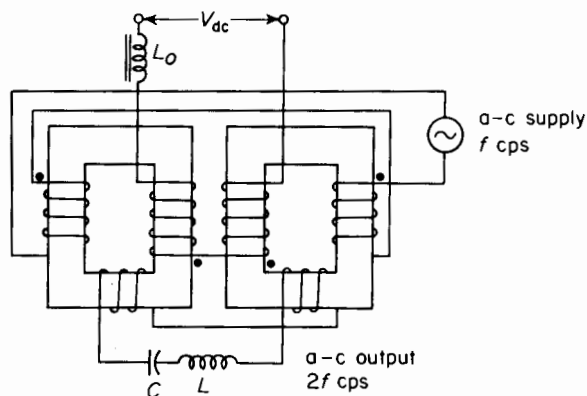 V_dc
L_O
a-c supply
f cps
a-c output
2f cps
C
L